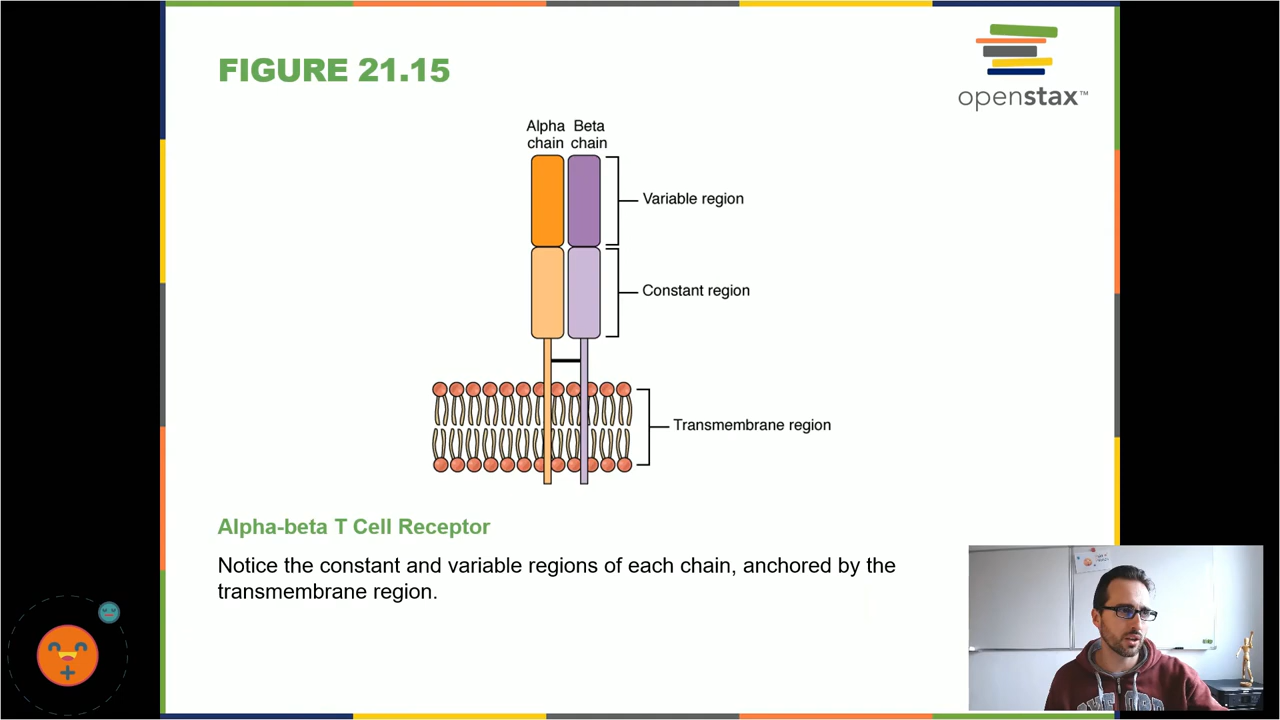 FIGURE 21.15
openstax™
Alpha chain
Beta chain
Variable region
Constant region
Transmembrane region
Alpha-beta T Cell Receptor
Notice the constant and variable regions of each chain, anchored by the
transmembrane region.